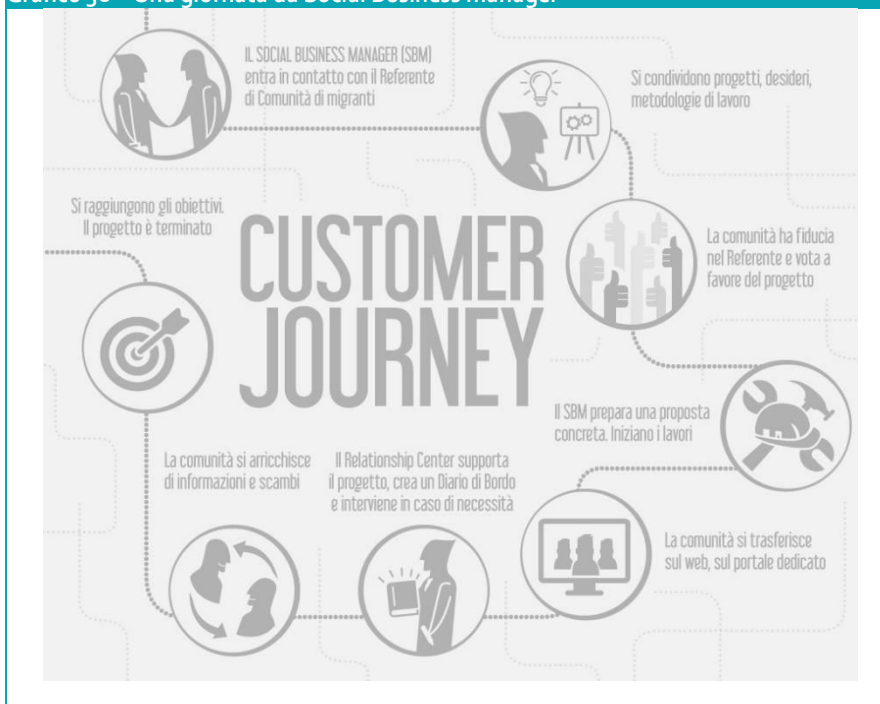 Una giornata da Social Business Manager
IL SOCIAL BUSINESS MANAGER (SBM)
entra in contatto con il Referente
di Comunità di migranti
Si condividono progetti, desideri,
metodologie di lavoro
La comunità ha fiducia
nel Referente e vota a
favore del progetto
Il SBM prepara una proposta
concreta. Iniziano i lavori
La comunità si trasferisce
sul web, sul portale dedicato
Il Relationship Center supporta
il progetto, crea un Diario di Bordo
e interviene in caso di necessità
La comunità si arricchisce
di informazioni e scambi
Si raggiungono gli obiettivi.
Il progetto è terminato
CUSTOMER
JOURNEY